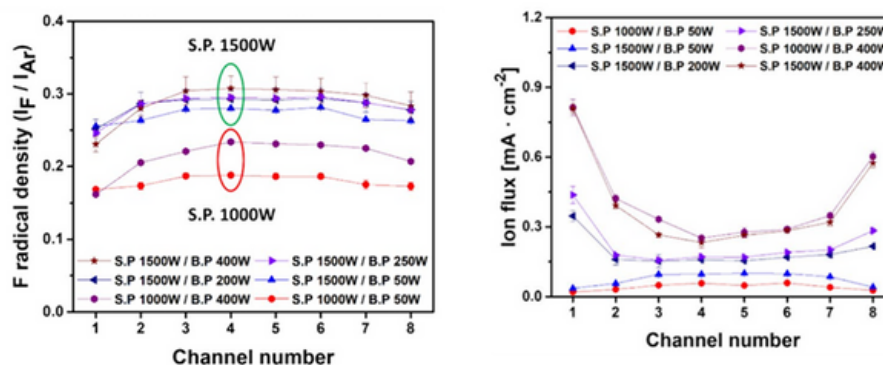 F radical density (I_F / I_Ar)
0.4
0.3
0.2
0.1
0.0
S.P. 1500W
S.P. 1000W
S.P 1500W / B.P 400W
S.P 1500W / B.P 250W
S.P 1500W / B.P 200W
S.P 1500W / B.P 50W
S.P 1000W / B.P 400W
S.P 1000W / B.P 50W
1 2 3 4 5 6 7 8
Channel number
Ion flux [mA · cm⁻²]
1.2
0.9
0.6
0.3
0.0
S.P 1000W / B.P 50W
S.P 1500W / B.P 250W
S.P 1500W / B.P 50W
S.P 1000W / B.P 400W
S.P 1500W / B.P 200W
S.P 1500W / B.P 400W
1 2 3 4 5 6 7 8
Channel number